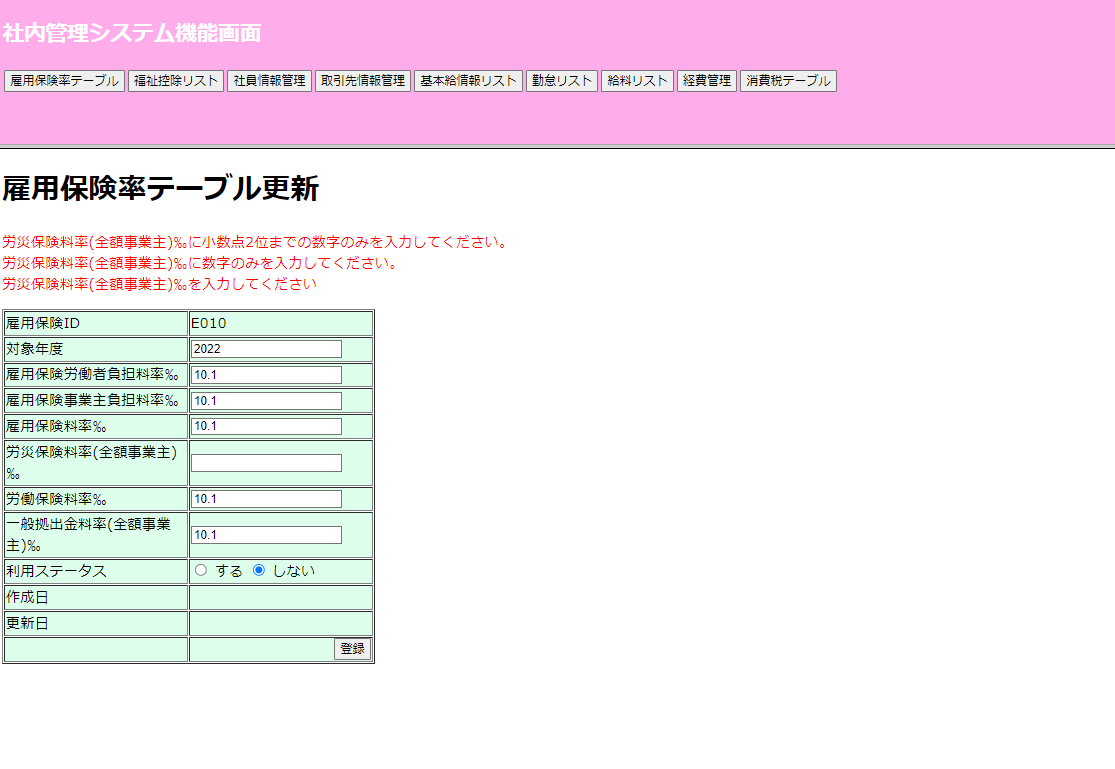 社内管理システム機能画面
雇用保険率テーブル 福祉控除リスト 社員情報管理 取引先情報管理 基本給情報リスト 勤怠リスト 給料リスト 経費管理 消費税テーブル
雇用保険率テーブル更新
労災保険料率(全額事業主)‰に小数点2位までの数字のみを入力してください。
労災保険料率(全額事業主)‰に数字のみを入力してください。
労災保険料率(全額事業主)‰を入力してください
雇用保険ID E010
対象年度 2022
雇用保険労働者負担料率‰ 10.1
雇用保険事業主負担料率‰ 10.1
雇用保険料率‰ 10.1
労災保険料率(全額事業主)
‰
労働保険料率‰ 10.1
一般拠出金料率(全額事業
主)‰ 10.1
利用ステータス する しない
作成日
更新日
登録